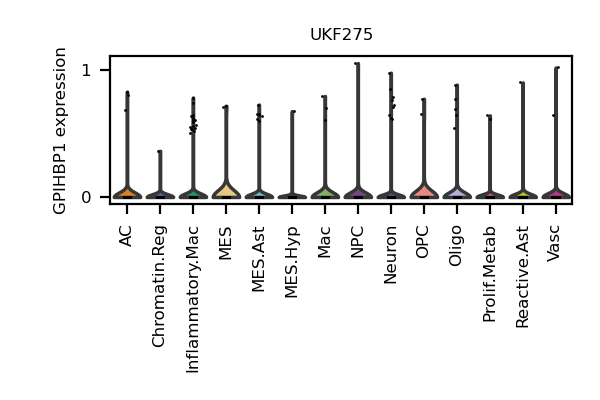 UKF275
GPIHBP1 expression
1
0
AC
Chromatin.Reg
Inflammatory.Mac
MES
MES.Ast
MES.Hyp
Mac
NPC
Neuron
OPC
Oligo
Prolif.Metab
Reactive.Ast
Vasc